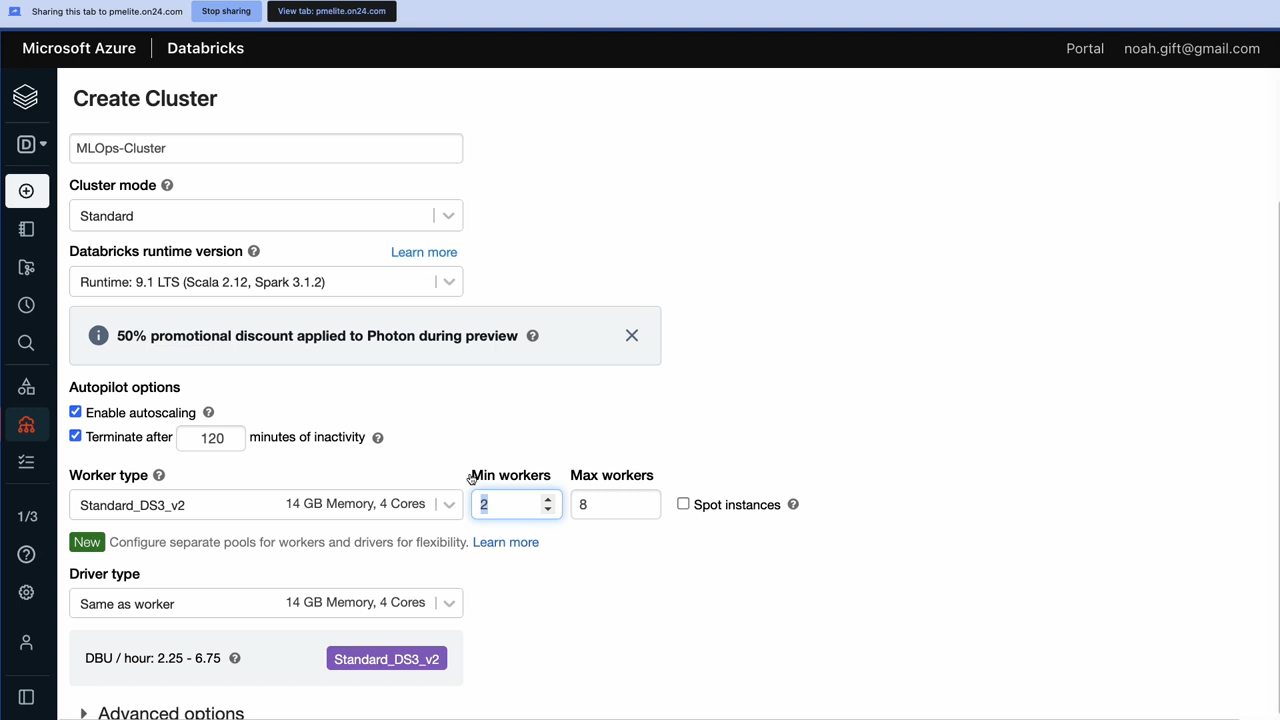 Sharing this tab to pmelite.on24.com Stop sharing View tab: pmelite.on24.com
Microsoft Azure Databricks Portal noah.gift@gmail.com
Create Cluster
D
MLOps-Cluster
Cluster mode
Standard
Databricks runtime version Learn more
Runtime: 9.1 LTS (Scala 2.12, Spark 3.1.2)
50% promotional discount applied to Photon during preview
Autopilot options
Enable autoscaling
Terminate after 120 minutes of inactivity
Worker type Min workers Max workers
Standard_DS3_v2 14 GB Memory, 4 Cores 2 8 Spot instances
1/3
New Configure separate pools for workers and drivers for flexibility. Learn more
Driver type
Same as worker 14 GB Memory, 4 Cores
DBU / hour: 2.25 - 6.75 Standard_DS3_v2
Advanced options